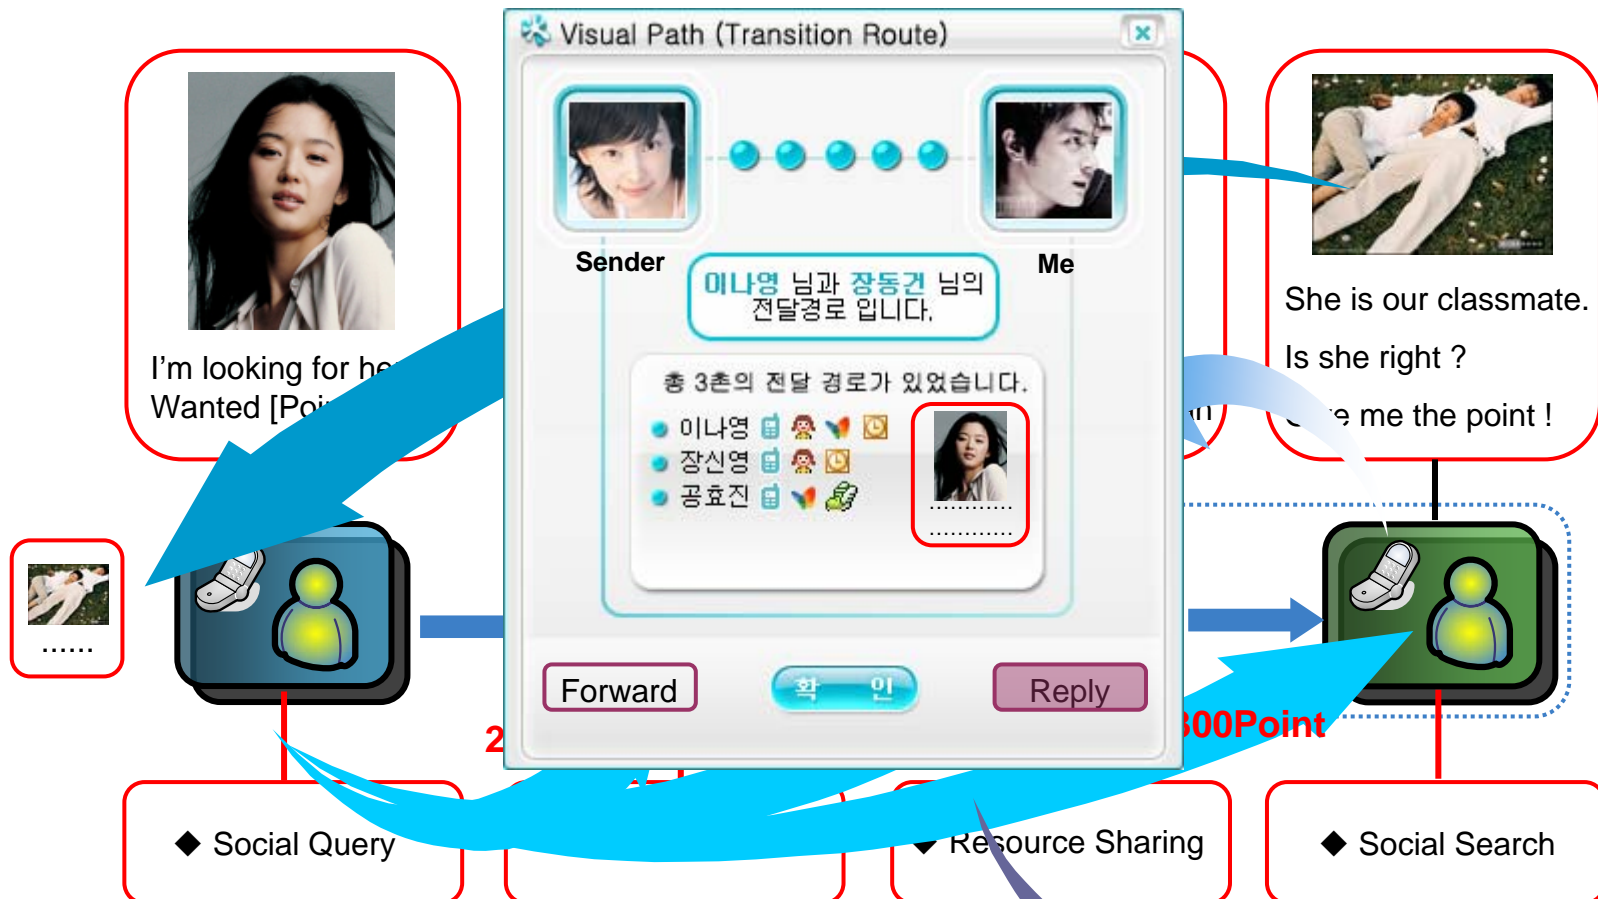 Visual Path (Transition Route)
Sender
Me
이나영 님과 장동건 님의
전달경로 입니다.
총 3촌의 전달 경로가 있었습니다.
이나영
장신영
공효진
............
............
Forward
확 인
Reply
I'm looking for
Wanted
She is our classmate.
Is she right ?
me the point !
......
2
300Point
◆ Social Query
◆ Resource Sharing
◆ Social Search